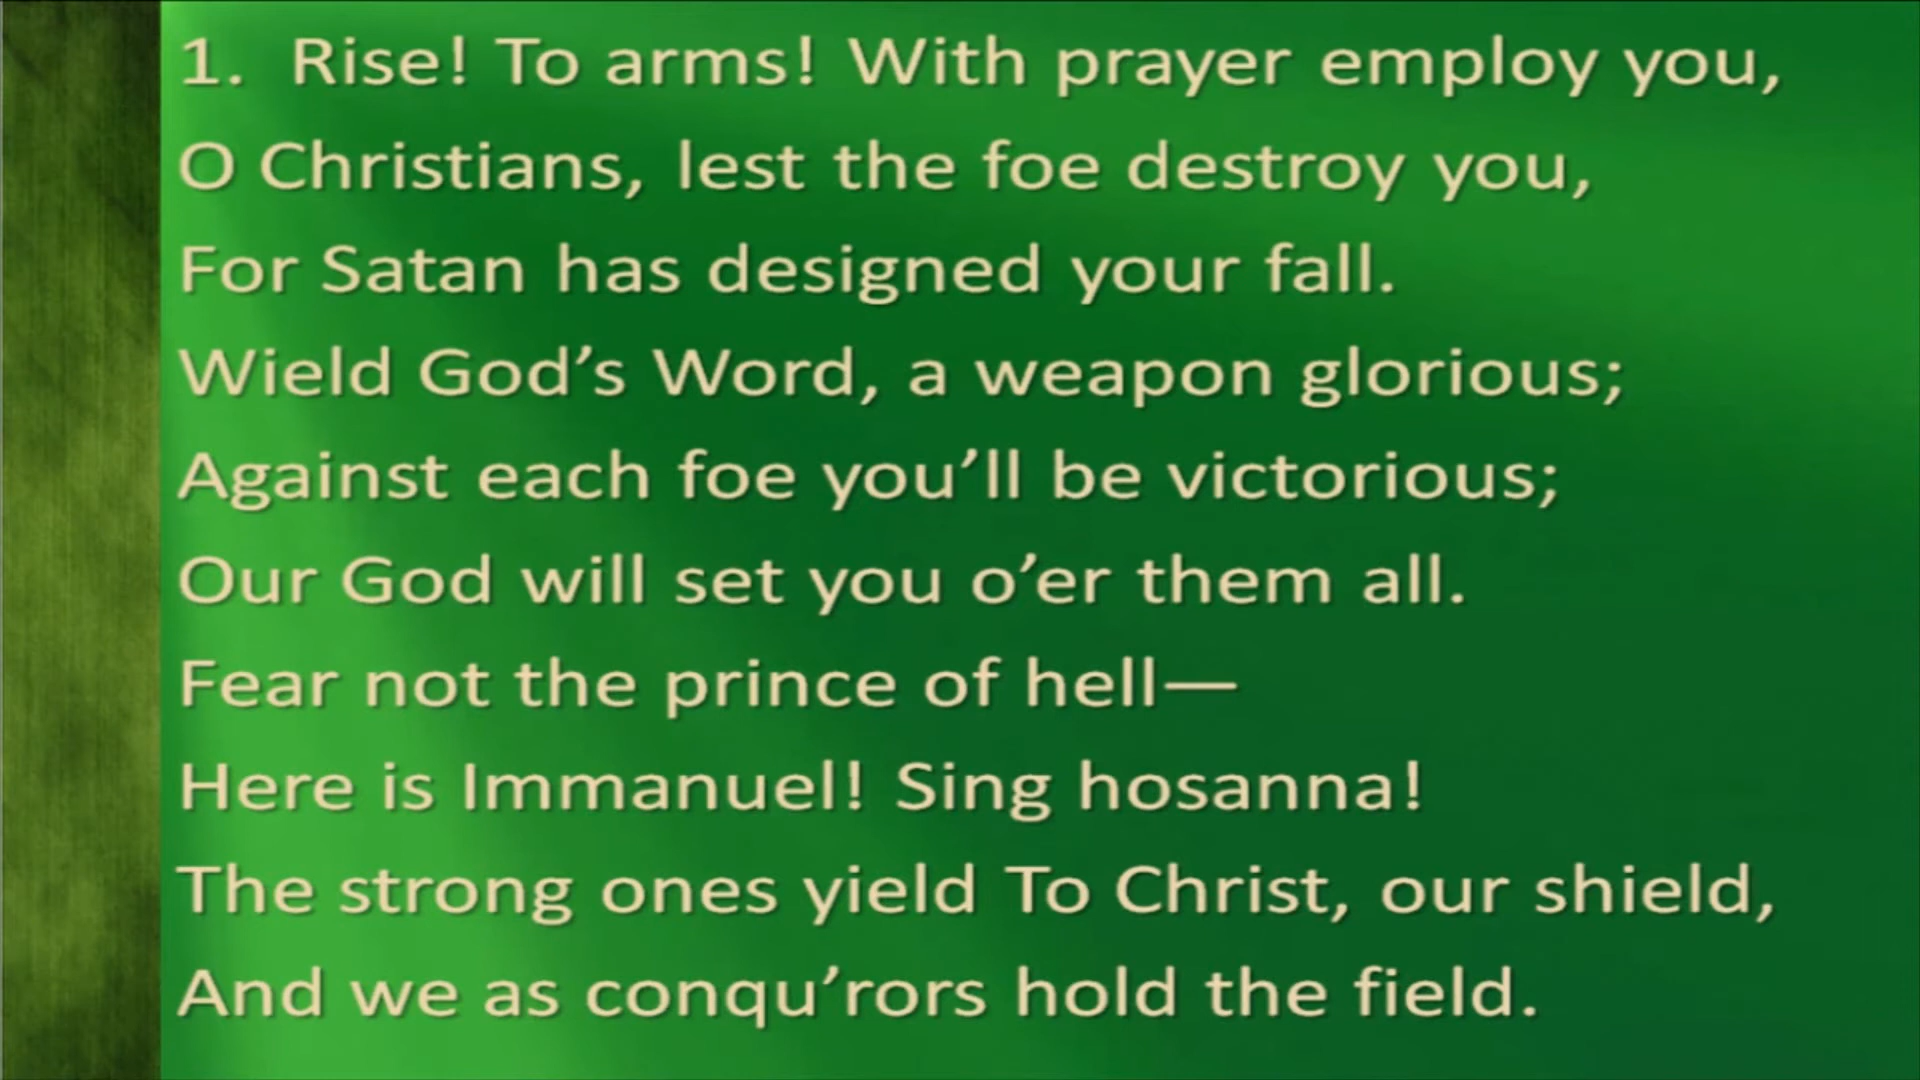 1. Rise! To arms! With prayer employ you,
O Christians, lest the foe destroy you,
For Satan has designed your fall.
Wield God’s Word, a weapon glorious;
Against each foe you’ll be victorious;
Our God will set you o’er them all.
Fear not the prince of hell—
Here is Immanuel! Sing hosanna!
The strong ones yield To Christ, our shield,
And we as conqu’rors hold the field.